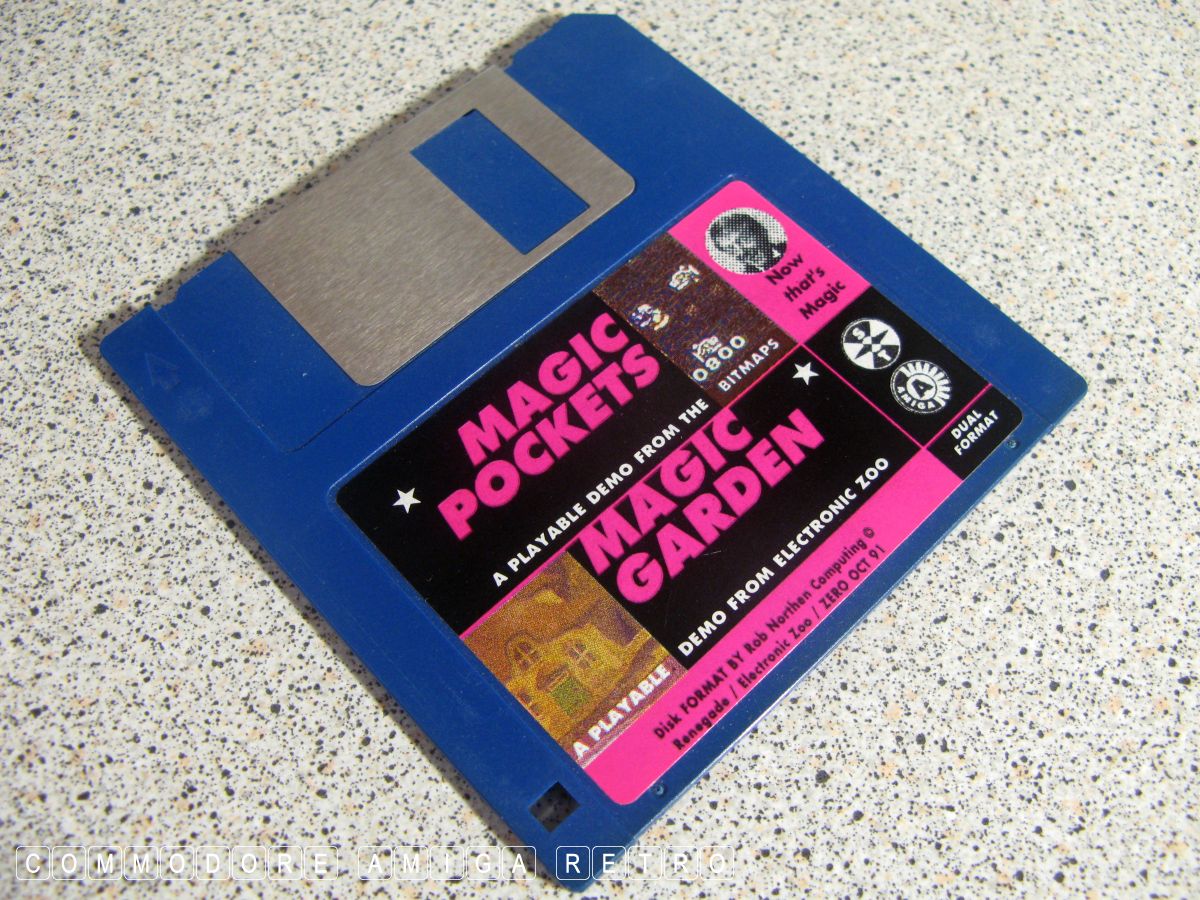 Now
that's
Magic
MAGIC
POCKETS
0800
A PLAYABLE DEMO FROM THE BITMAPS
S
T
A
AMIGA
DUAL
FORMAT
MAGIC
GARDEN
A PLAYABLE DEMO FROM ELECTRONIC ZOO
Disk FORMAT BY Rob Northen Computing ©
Renegade / Electronic Zoo / ZERO OCT 91
COMMODORE AMIGA RETRO